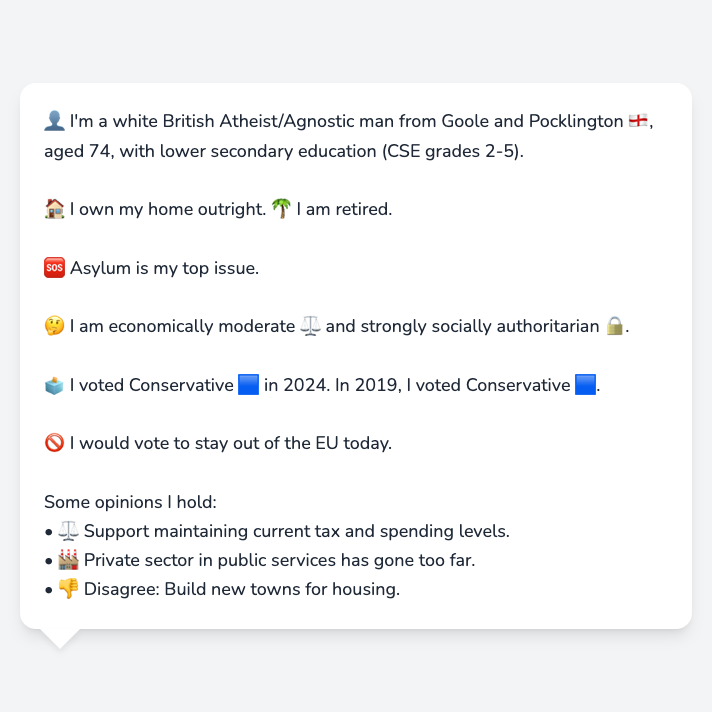 👤 I'm a white British Atheist/Agnostic man from Goole and Pocklington 🏴󠁧󠁢󠁥󠁮󠁧󠁿,
aged 74, with lower secondary education (CSE grades 2-5).
🏠 I own my home outright. 🌴 I am retired.
🆘 Asylum is my top issue.
🤔 I am economically moderate ⚖️ and strongly socially authoritarian 🔒.
🗳️ I voted Conservative 🟦 in 2024. In 2019, I voted Conservative 🟦.
🚫 I would vote to stay out of the EU today.
Some opinions I hold:
• ⚖️ Support maintaining current tax and spending levels.
• 🏭 Private sector in public services has gone too far.
• 👎 Disagree: Build new towns for housing.